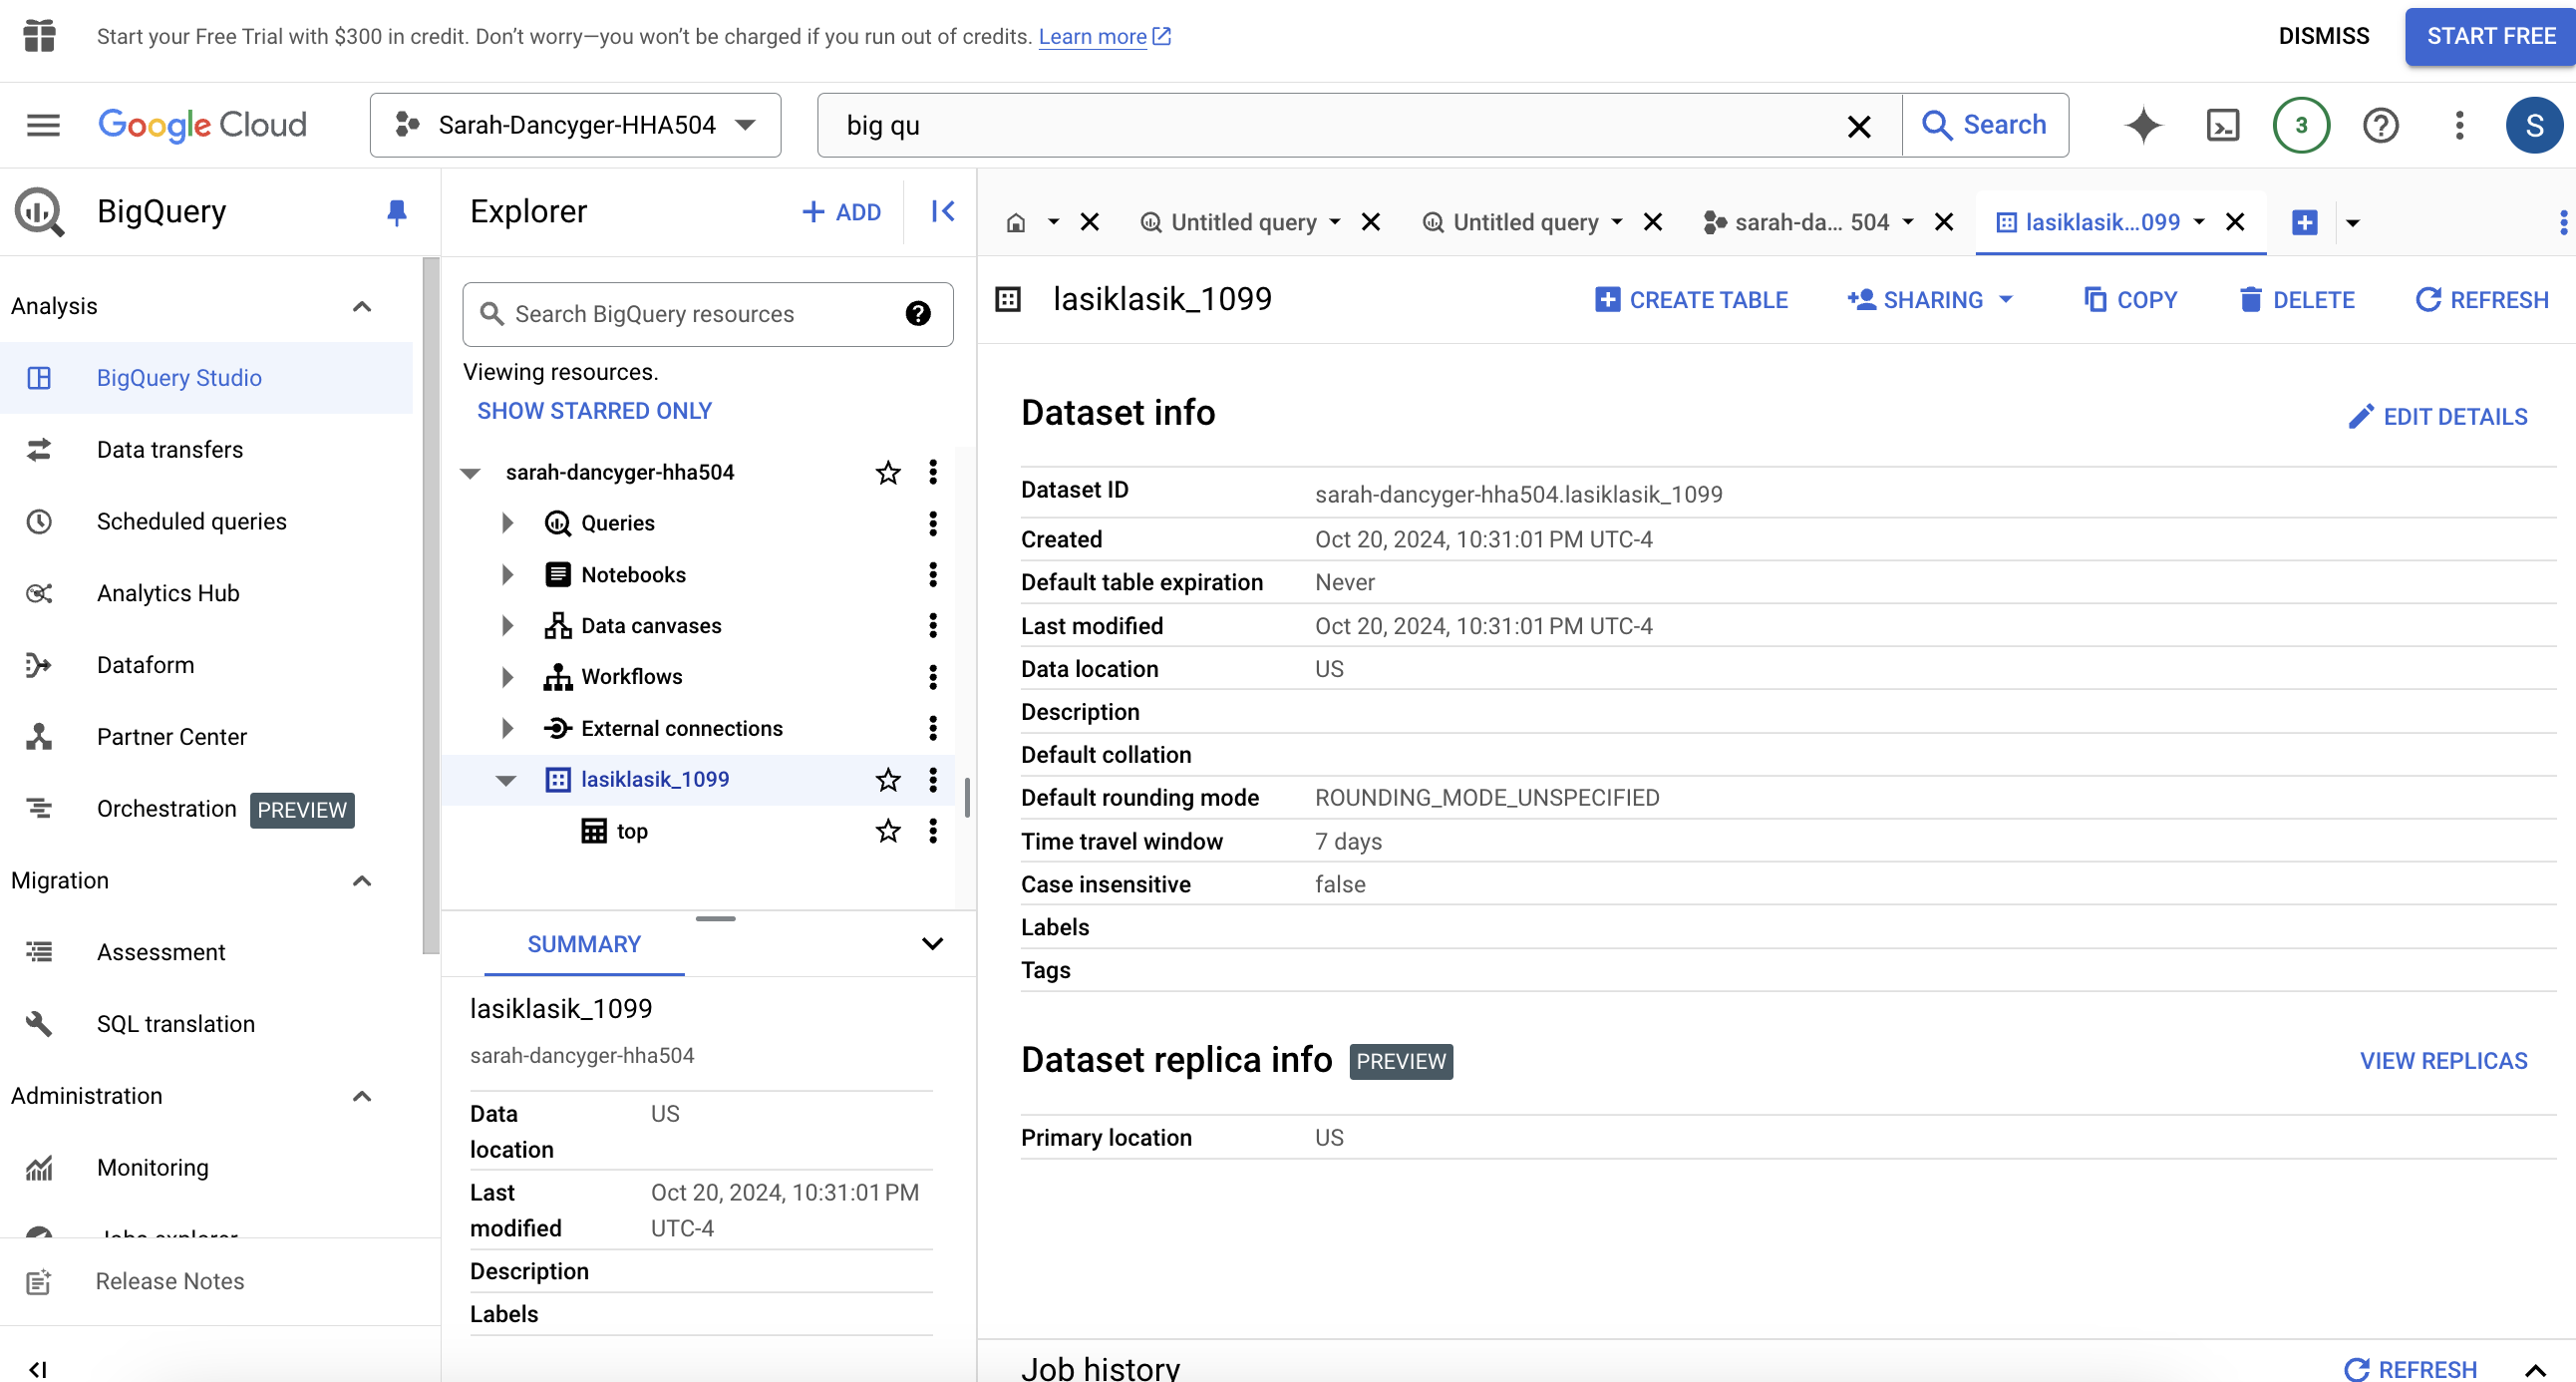 Start your Free Trial with $300 in credit. Don't worry—you won't be charged if you run out of credits. Learn more
DISMISS
START FREE
Google Cloud
Sarah-Dancyger-HHA504
big qu
Search
3
S
BigQuery
Analysis
BigQuery Studio
Data transfers
Scheduled queries
Analytics Hub
Dataform
Partner Center
Orchestration PREVIEW
Migration
Assessment
SQL translation
Administration
Monitoring
Jobs explorer
Release Notes
Explorer
ADD
Search BigQuery resources
Viewing resources.
SHOW STARRED ONLY
sarah-dancyger-hha504
Queries
Notebooks
Data canvases
Workflows
External connections
lasiklasik_1099
top
SUMMARY
lasiklasik_1099
sarah-dancyger-hha504
Data location US
Last modified Oct 20, 2024, 10:31:01 PM UTC-4
Description
Labels
Untitled query
Untitled query
sarah-da... 504
lasiklasik...099
lasiklasik_1099
CREATE TABLE
SHARING
COPY
DELETE
REFRESH
Dataset info
EDIT DETAILS
Dataset ID sarah-dancyger-hha504.lasiklasik_1099
Created Oct 20, 2024, 10:31:01 PM UTC-4
Default table expiration Never
Last modified Oct 20, 2024, 10:31:01 PM UTC-4
Data location US
Description
Default collation
Default rounding mode ROUNDING_MODE_UNSPECIFIED
Time travel window 7 days
Case insensitive false
Labels
Tags
Dataset replica info PREVIEW
VIEW REPLICAS
Primary location US
Job history
REFRESH